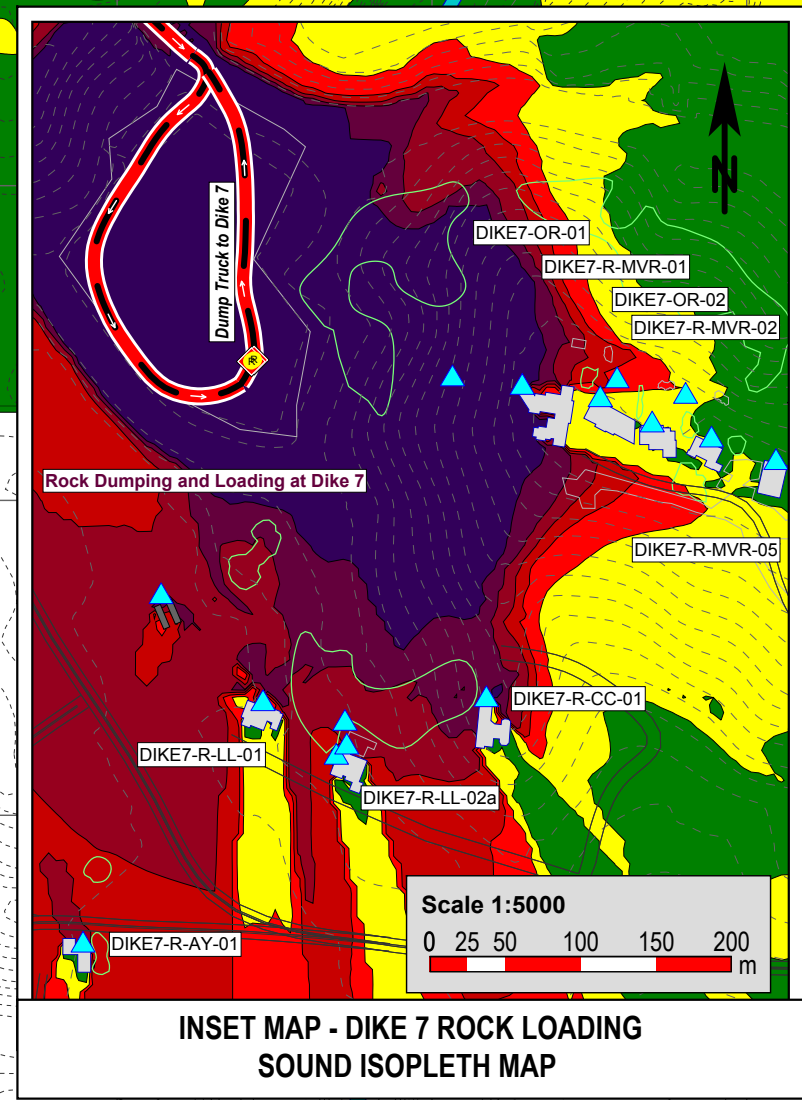 N
DIKE7-OR-01
DIKE7-R-MVR-01
DIKE7-OR-02
DIKE7-R-MVR-02
Dump Truck to Dike 7
Rock Dumping and Loading at Dike 7
DIKE7-R-MVR-05
DIKE7-R-CC-01
DIKE7-R-LL-01
DIKE7-R-LL-02a
DIKE7-R-AY-01
Scale 1:5000
0 25 50 100 150 200
m
INSET MAP - DIKE 7 ROCK LOADING
SOUND ISOPLETH MAP